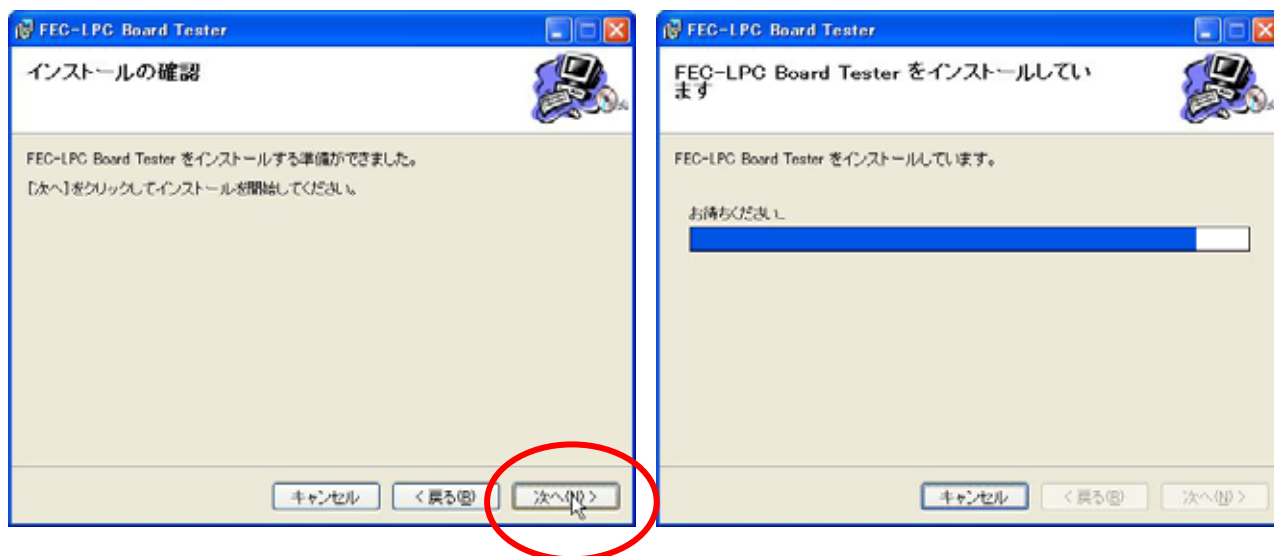 FEC-LPC Board Tester
インストールの確認
FEC-LPC Board Tester をインストールする準備ができました。
[次へ]をクリックしてインストールを開始してください。
キャンセル
< 戻る(B)
次へ(N) >
FEC-LPC Board Tester
FEC-LPC Board Tester をインストールしてい
ます
FEC-LPC Board Tester をインストールしています。
お待ちください...
キャンセル
< 戻る(B)
次へ(N) >